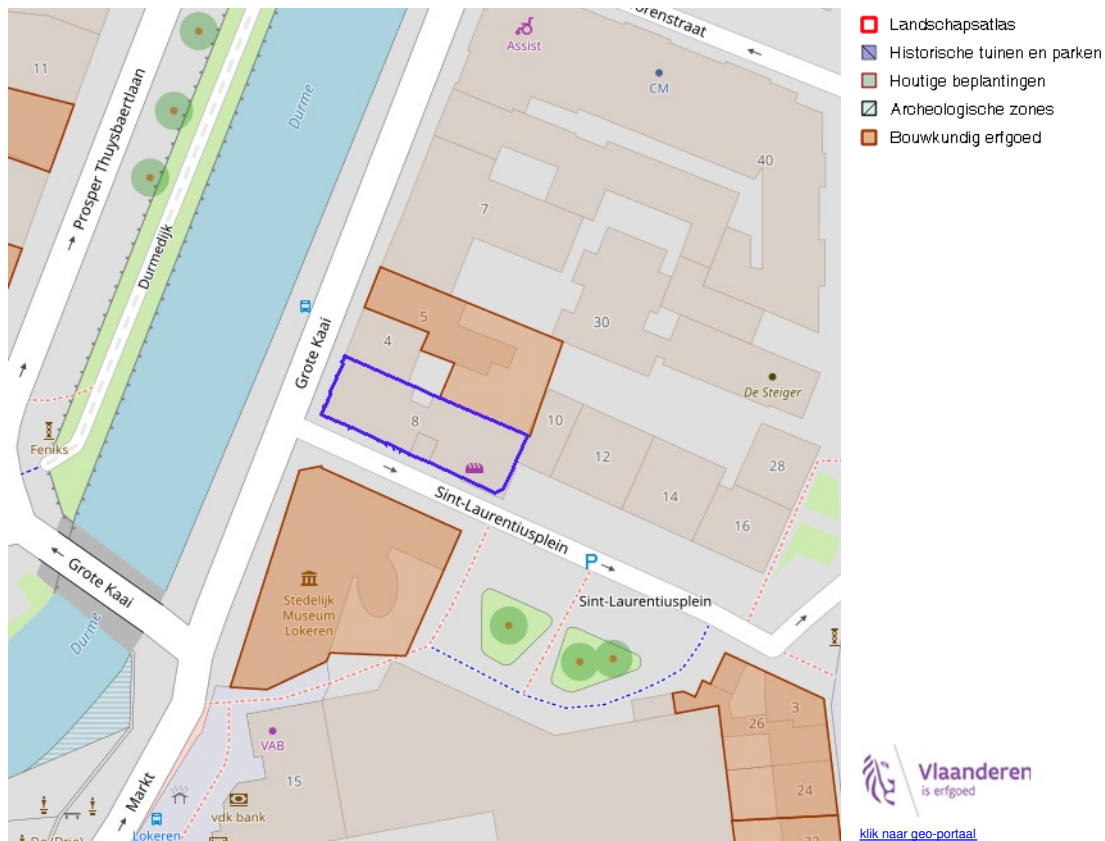 Landschapsatlas
Historische tuinen en parken
Houtige beplantingen
Archeologische zones
Bouwkundig erfgoed
orenstraat
Assist
CM
11
40
Durme
Prosper Thuysbaertlaan
7
Durmedijk
5
30
4
Grote Kaai
De Steiger
8
10
Feniks
12
28
14
16
Sint-Laurentiusplein
P
Grote Kaai
Stedelijk
Museum
Lokeren
Sint-Laurentiusplein
Durme
3
26
VAB
15
24
Markt
vdk bank
Lokeren
Vlaanderen
is erfgoed
klik naar geo-portaal